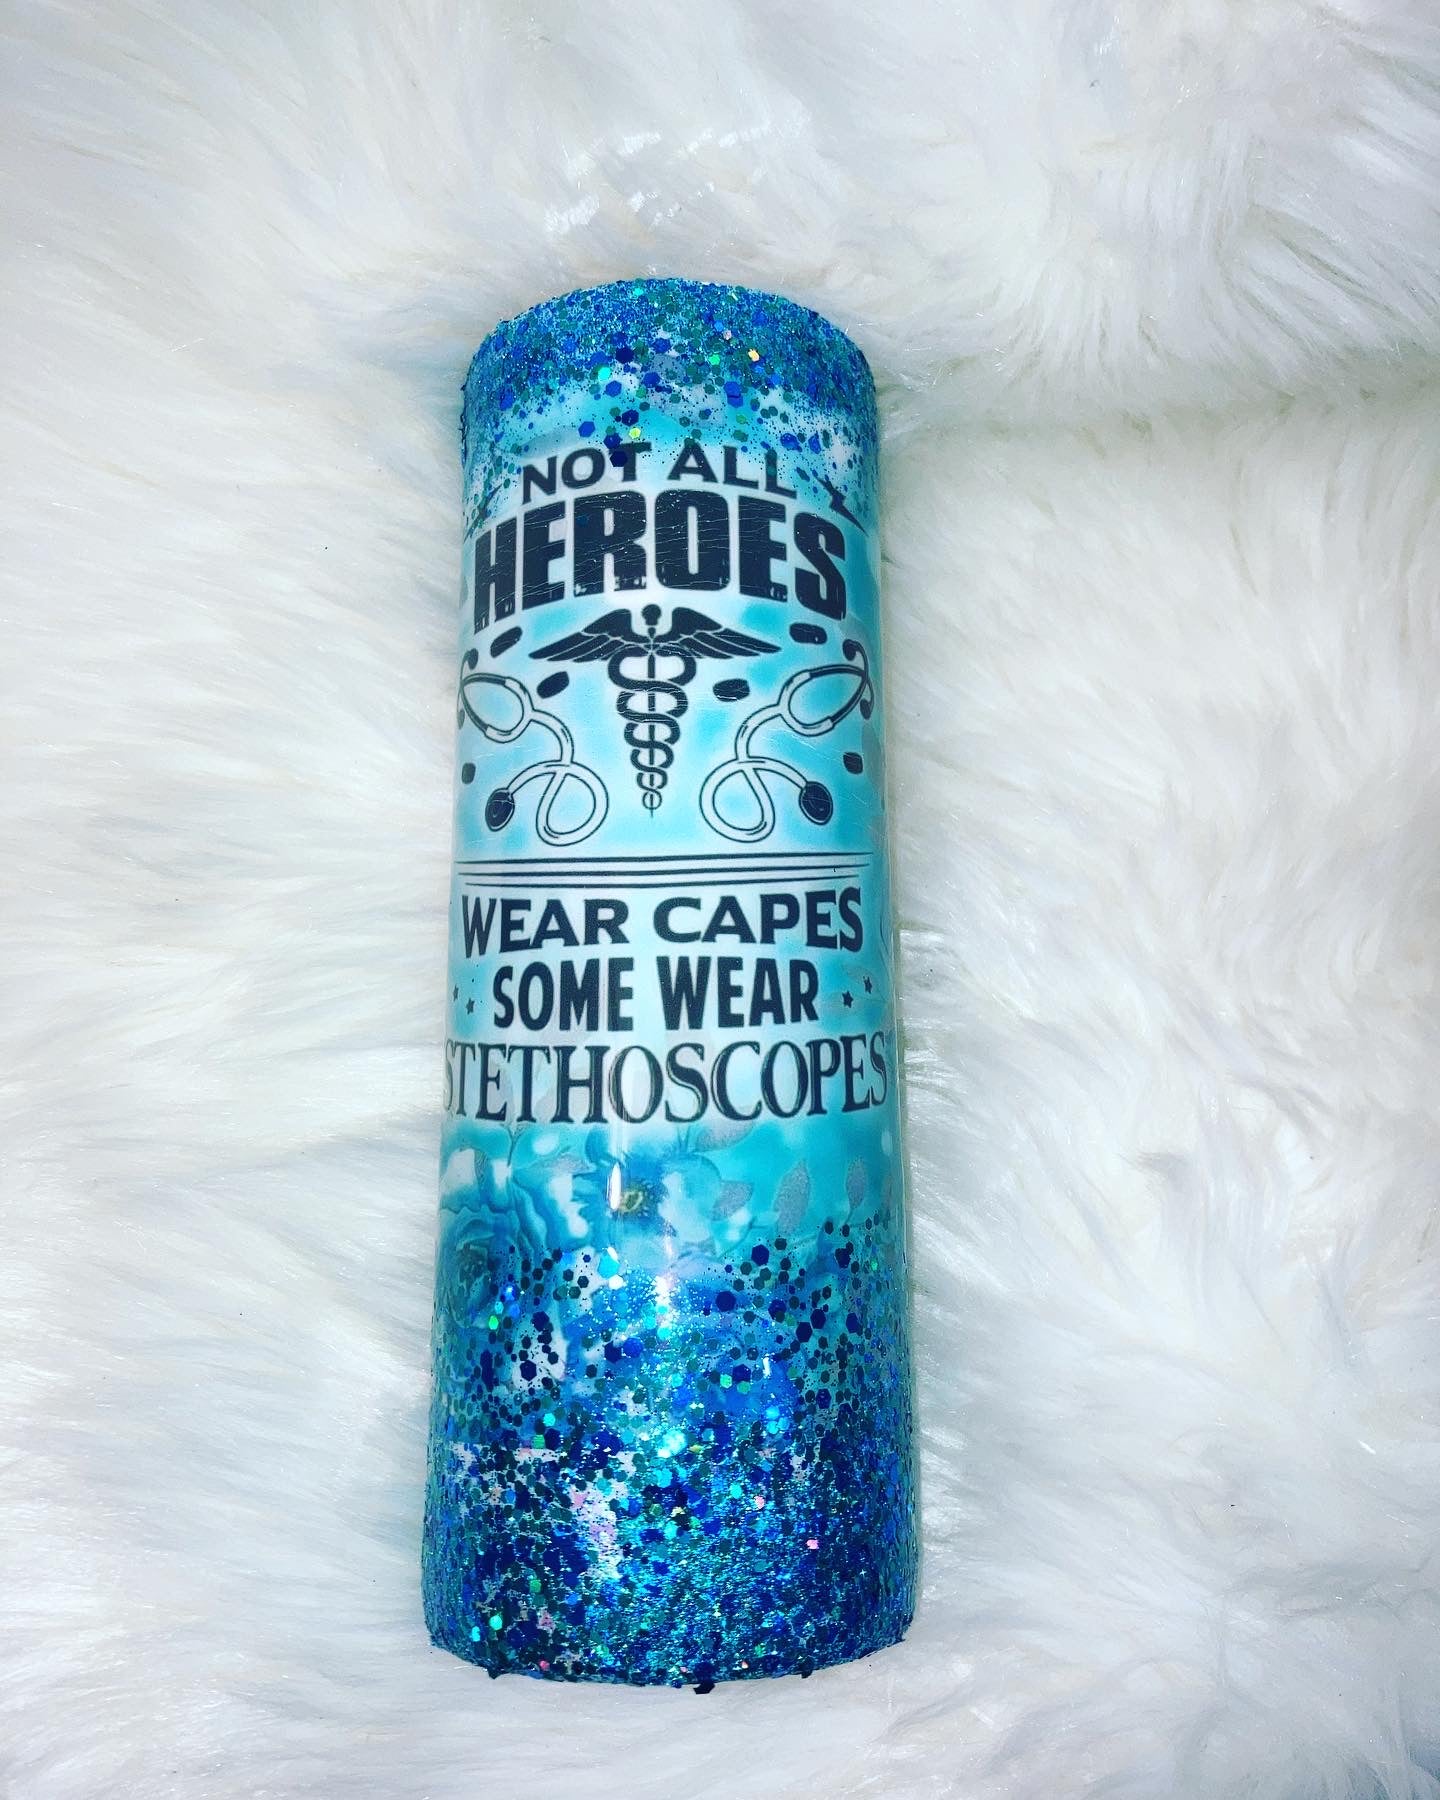 NOT ALL
HEROES
WEAR CAPES
SOME WEAR
STETHOSCOPES